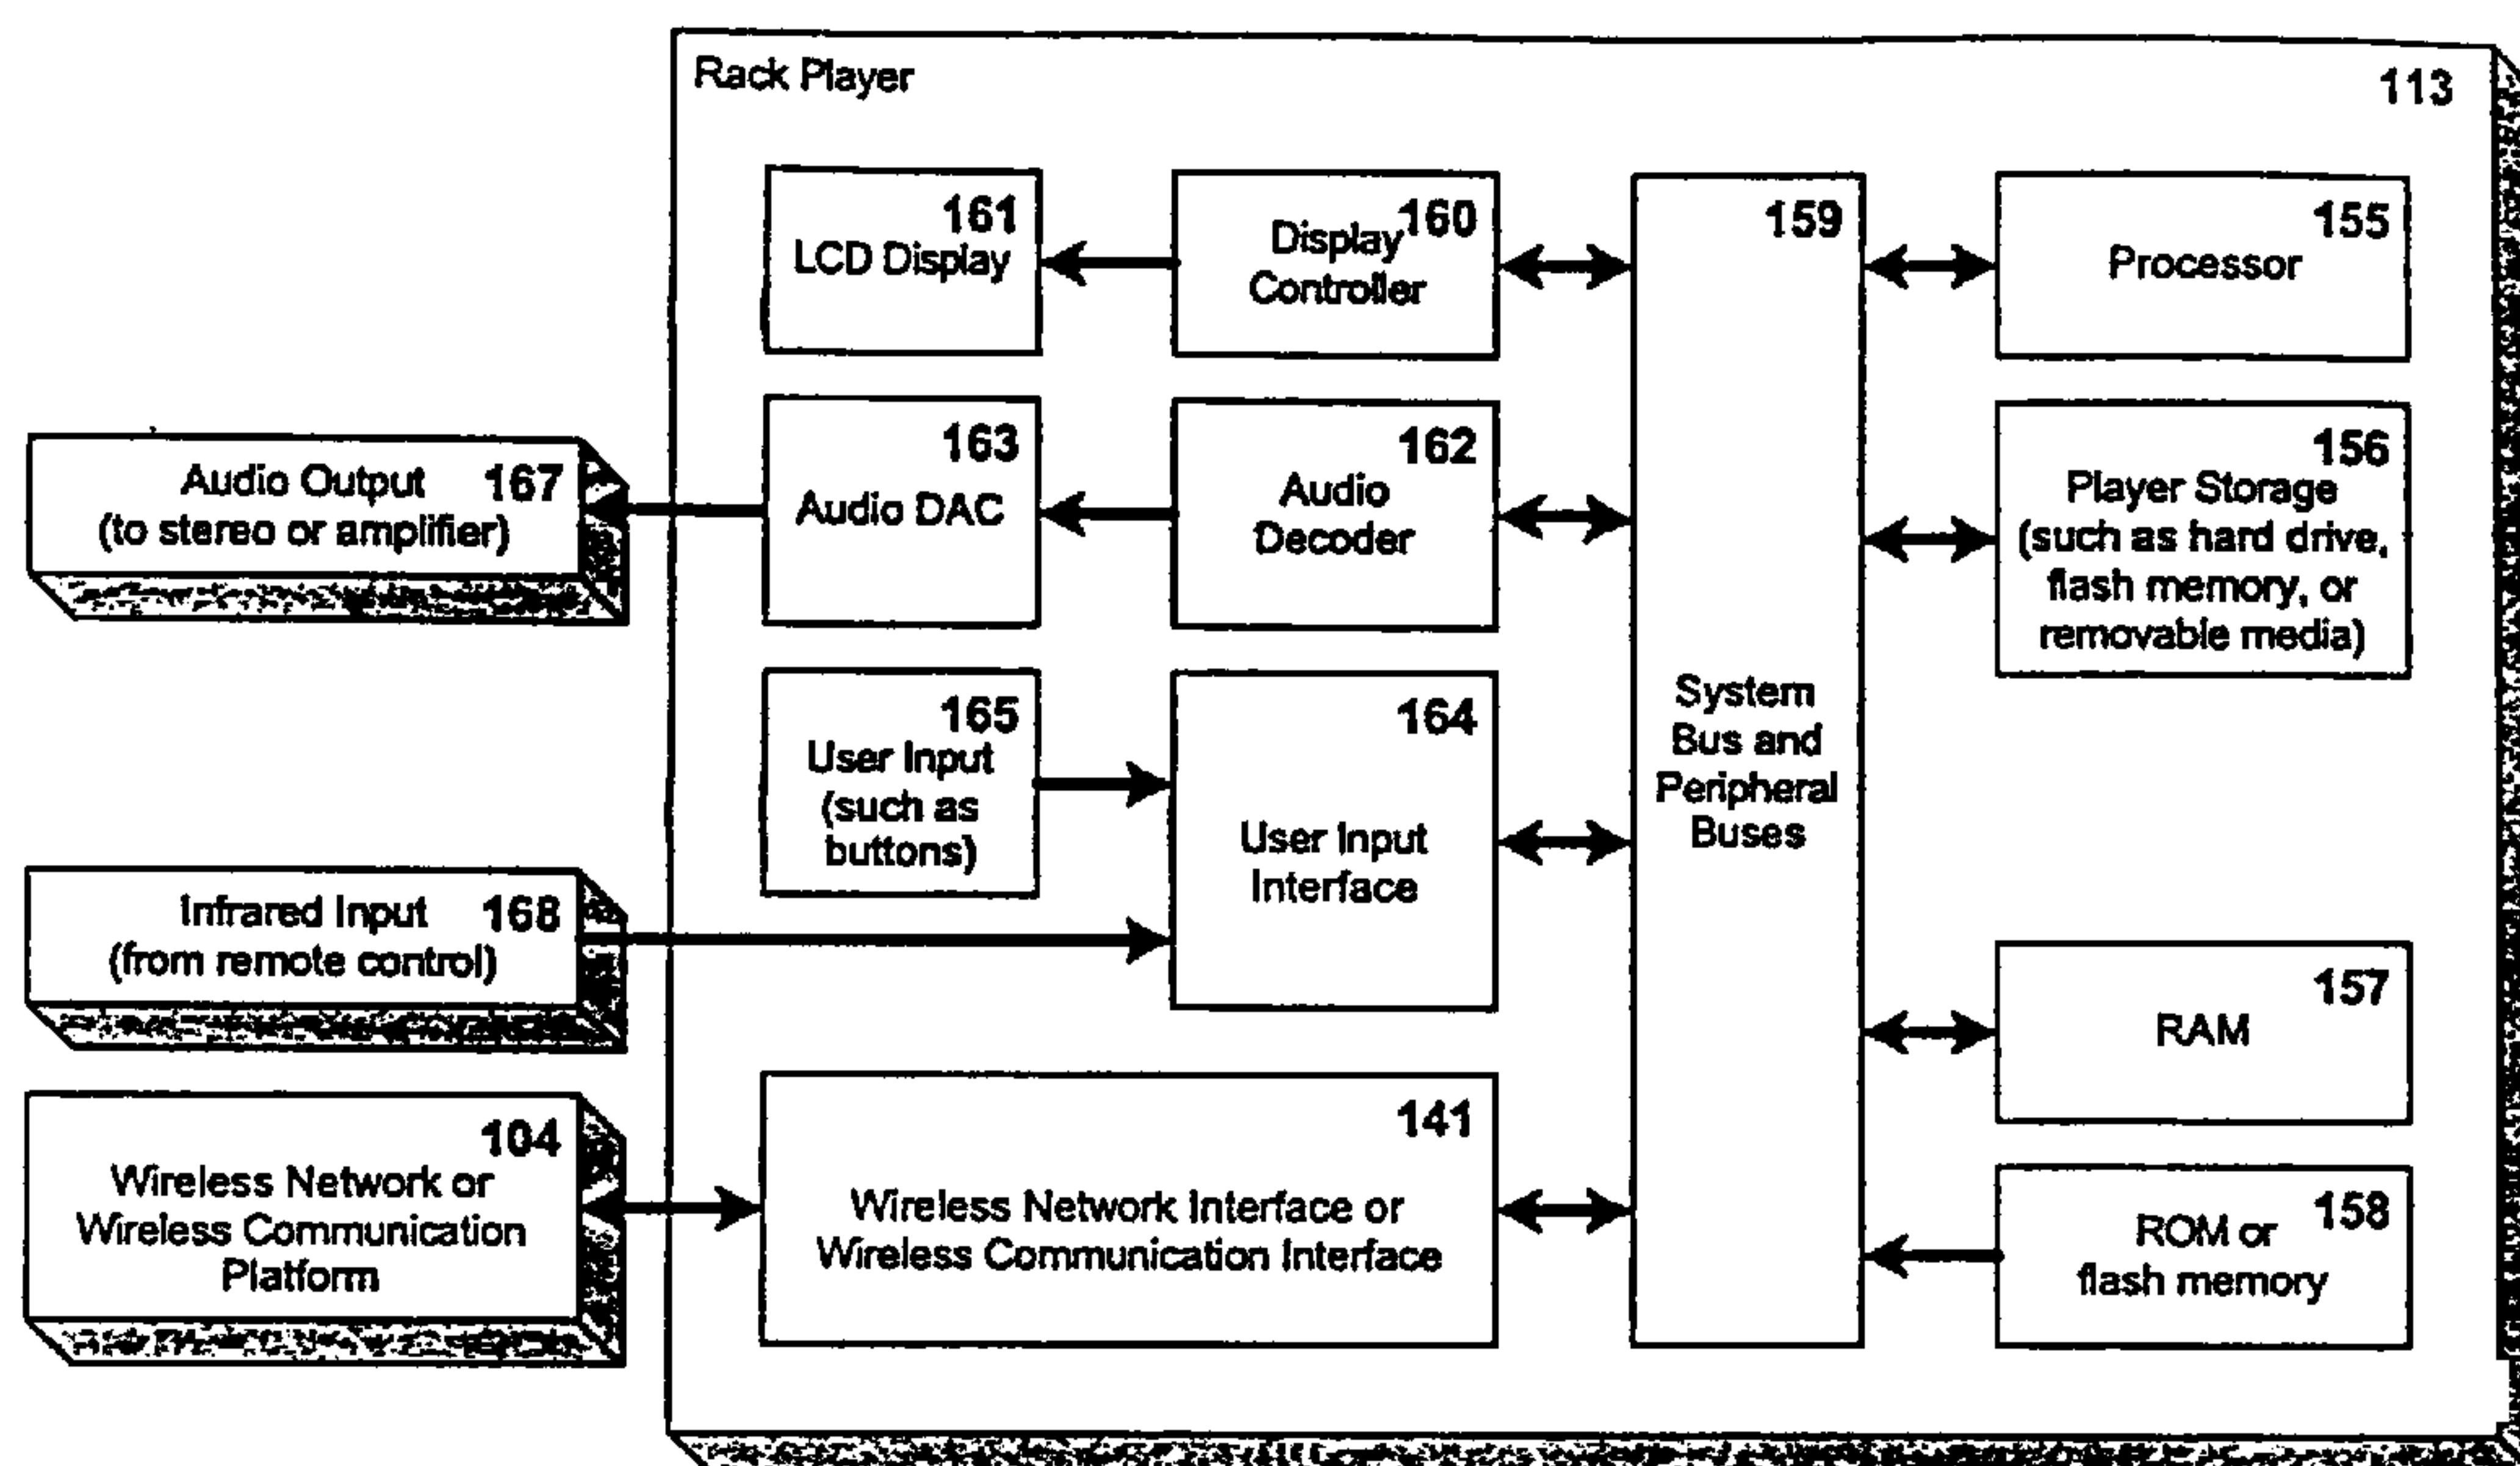 Rack Player
113
161
LCD Display
160
Display
Controller
159
System
Bus and
Peripheral
Buses
155
Processor
163
Audio DAC
162
Audio
Decoder
156
Player Storage
(such as hard drive,
flash memory, or
removable media)
Audio Output 167
(to stereo or amplifier)
165
User Input
(such as
buttons)
164
User Input
Interface
Infrared Input 168
(from remote control)
157
RAM
104
Wireless Network or
Wireless Communication
Platform
141
Wireless Network Interface or
Wireless Communication Interface
158
ROM or
flash memory